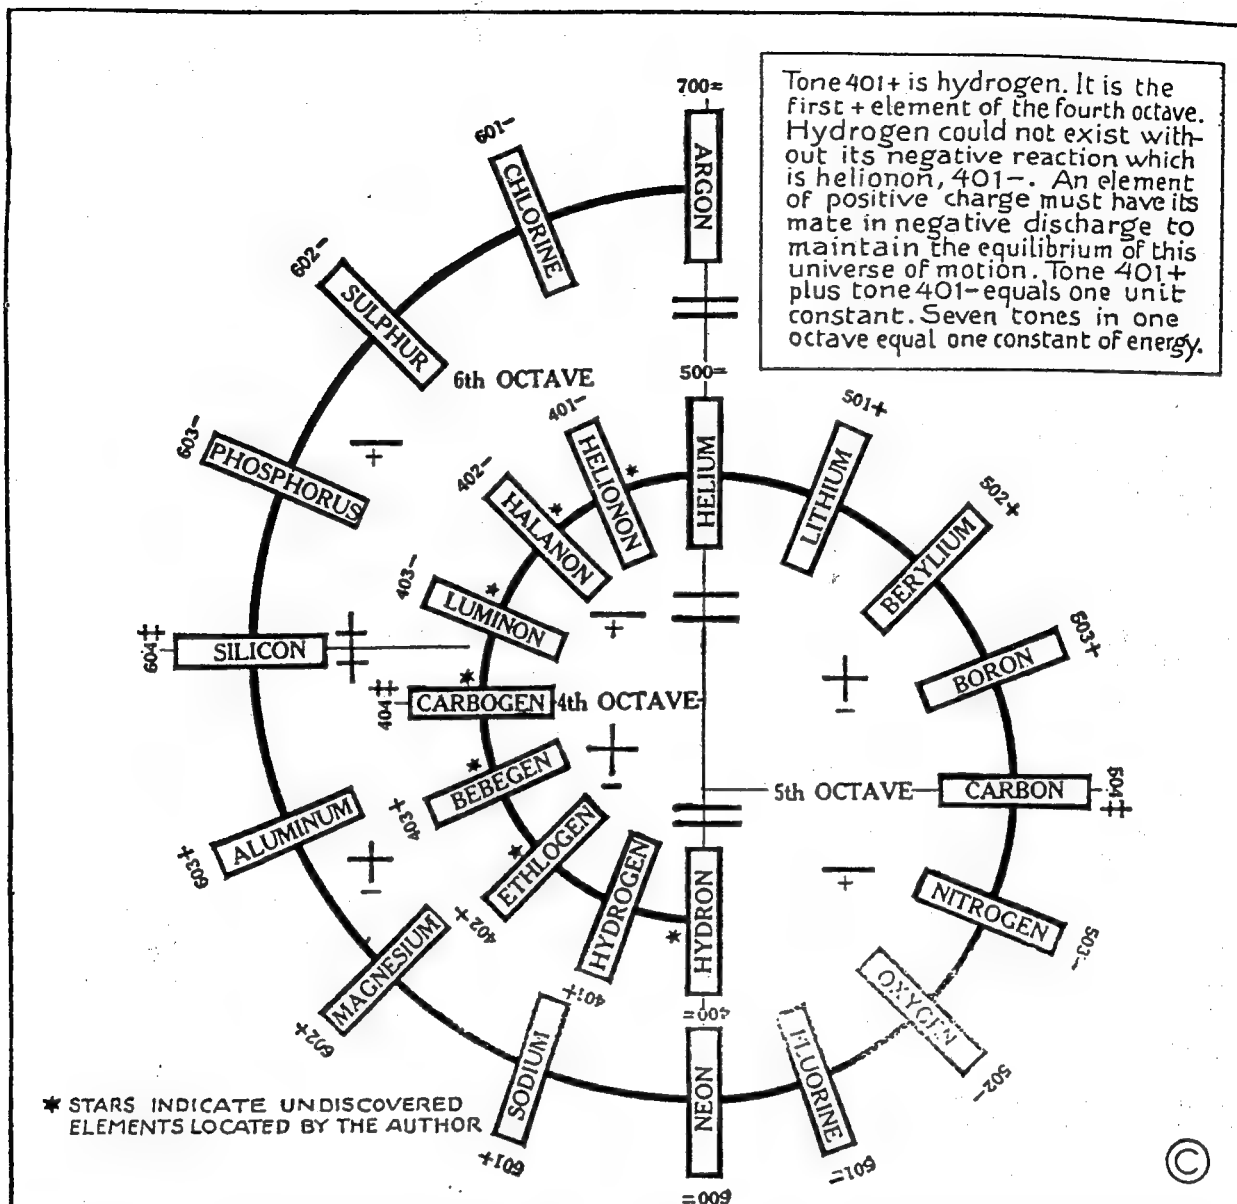 Tone 401+ is hydrogen. It is the
first + element of the fourth octave.
Hydrogen could not exist with-
out its negative reaction which
is helionon, 401-. An element
of positive charge must have its
mate in negative discharge to
maintain the equilibrium of this
universe of motion. Tone 401+
plus tone 401- equals one unit
constant. Seven tones in one
octave equal one constant of energy.
700=
ARGON
601-
CHLORINE
602-
SULPHUR
6th OCTAVE
603-
PHOSPHORUS
604‡
SILICON
603+
ALUMINUM
602+
MAGNESIUM
601+
SODIUM
600=
NEON
500=
HELIUM
401-
HELIONON
*
402-
HALANON
*
403-
LUMINON
*
404‡
CARBOGEN
*
4th OCTAVE
403+
BEBEGEN
*
402+
ETHLOGEN
*
401+
HYDROGEN
400=
HYDRON
*
501+
LITHIUM
502+
BERYLIUM
603+
BORON
5th OCTAVE
504‡
CARBON
503-
NITROGEN
502-
OXYGEN
601=
FLUORINE
* STARS INDICATE UNDISCOVERED
ELEMENTS LOCATED BY THE AUTHOR
©